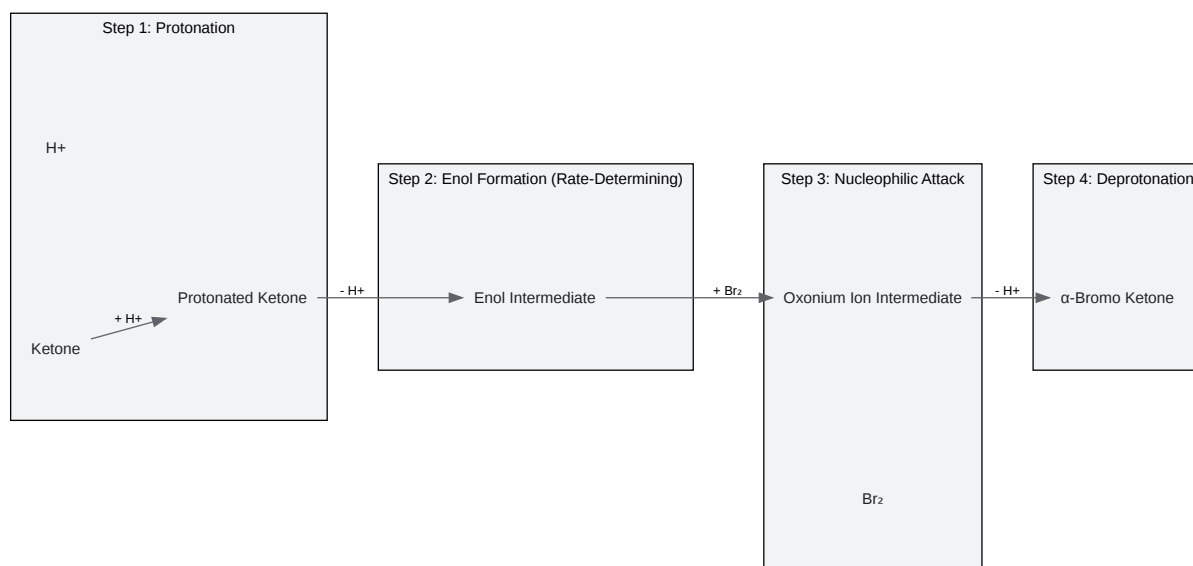 Step 1: Protonation
H+
Protonated Ketone
+ H+
Ketone
- H+
Step 2: Enol Formation (Rate-Determining)
Enol Intermediate
+ Br₂
Step 3: Nucleophilic Attack
Oxonium Ion Intermediate
Br₂
- H+
Step 4: Deprotonation
α-Bromo Ketone